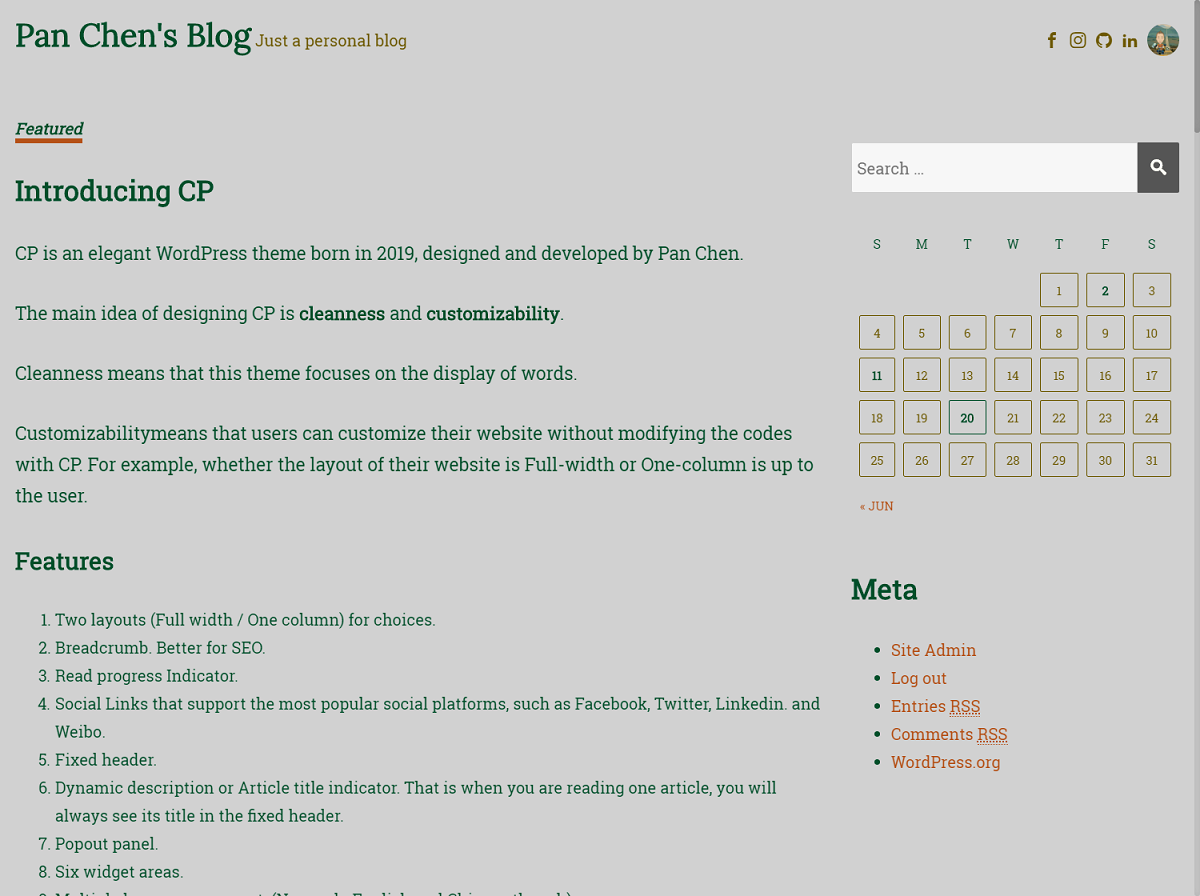 Pan Chen's Blog Just a personal blog
Featured
Introducing CP
CP is an elegant WordPress theme born in 2019, designed and developed by Pan Chen.
The main idea of designing CP is cleanness and customizability.
Cleanness means that this theme focuses on the display of words.
Customizabilitymeans that users can customize their website without modifying the codes
with CP. For example, whether the layout of their website is Full-width or One-column is up to
the user.
Features
1. Two layouts (Full width / One column) for choices.
2. Breadcrumb. Better for SEO.
3. Read progress Indicator.
4. Social Links that support the most popular social platforms, such as Facebook, Twitter, Linkedin. and
Weibo.
5. Fixed header.
6. Dynamic description or Article title indicator. That is when you are reading one article, you will
always see its title in the fixed header.
7. Popout panel.
8. Six widget areas.
Search ...
S M T W T F S
1 2 3
4 5 6 7 8 9 10
11 12 13 14 15 16 17
18 19 20 21 22 23 24
25 26 27 28 29 30 31
« JUN
Meta
Site Admin
Log out
Entries RSS
Comments RSS
WordPress.org